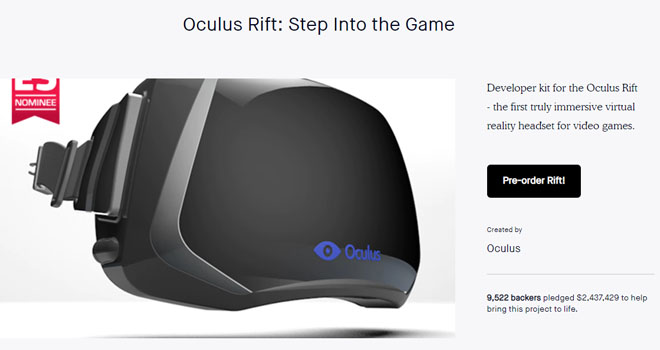 Oculus Rift: Step Into the Game
NOMINEE
Oculus
Developer kit for the Oculus Rift
- the first truly immersive virtual
reality headset for video games.
Pre-order Rift!
Created by
Oculus
9,522 backers pledged $2,437,429 to help
bring this project to life.